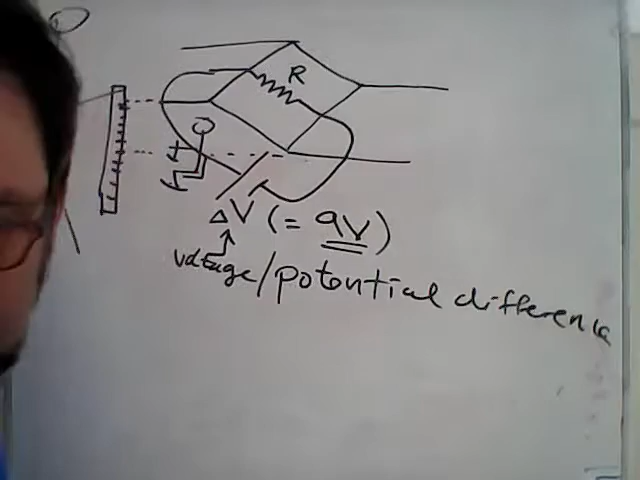 R
ΔV (= 9V)
voltage/potential difference